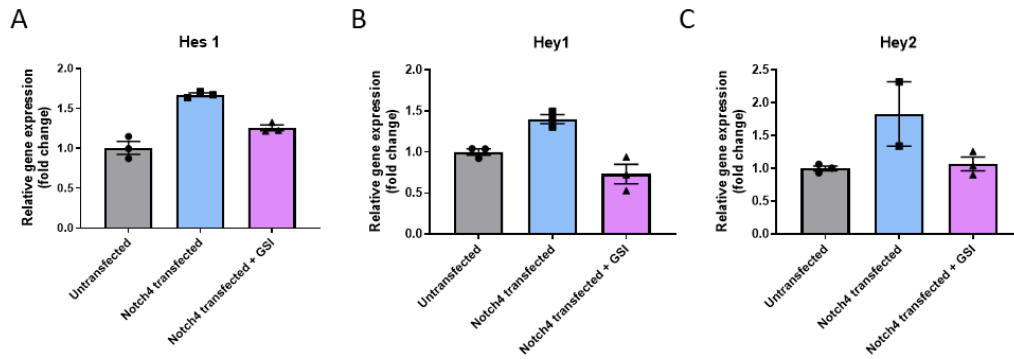 A
Hes 1
Relative gene expression
(fold change)
2.0
1.5
1.0
0.5
0.0
Untransfected
Notch4 transfected
Notch4 transfected + GSI
B
Hey1
Relative gene expression
(fold change)
2.0
1.5
1.0
0.5
0.0
Untransfected
Notch4 transfected
Notch4 transfected + GSI
C
Hey2
Relative gene expression
(fold change)
2.5
2.0
1.5
1.0
0.5
0.0
Untransfected
Notch4 transfected
Notch4 transfected + GSI